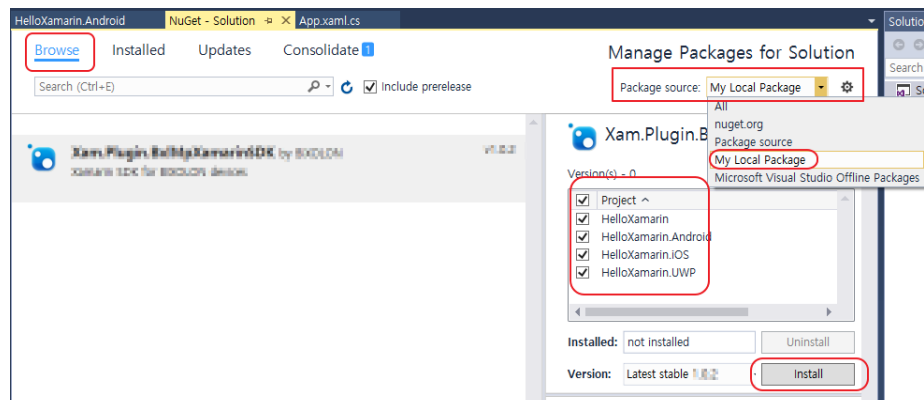 HelloXamarin.Android NuGet - Solution App.xaml.cs Solutio
Browse Installed Updates Consolidate 1 Manage Packages for Solution
Search (Ctrl+E) Include prerelease Package source: My Local Package Search
All
nuget.org
Package source
My Local Package
Microsoft Visual Studio Offline Packages
by BIXOLON
Xam.Plugin.B
Version(s) - 0
Project
HelloXamarin
HelloXamarin.Android
HelloXamarin.iOS
HelloXamarin.UWP
Installed: not installed Uninstall
Version: Latest stable Install